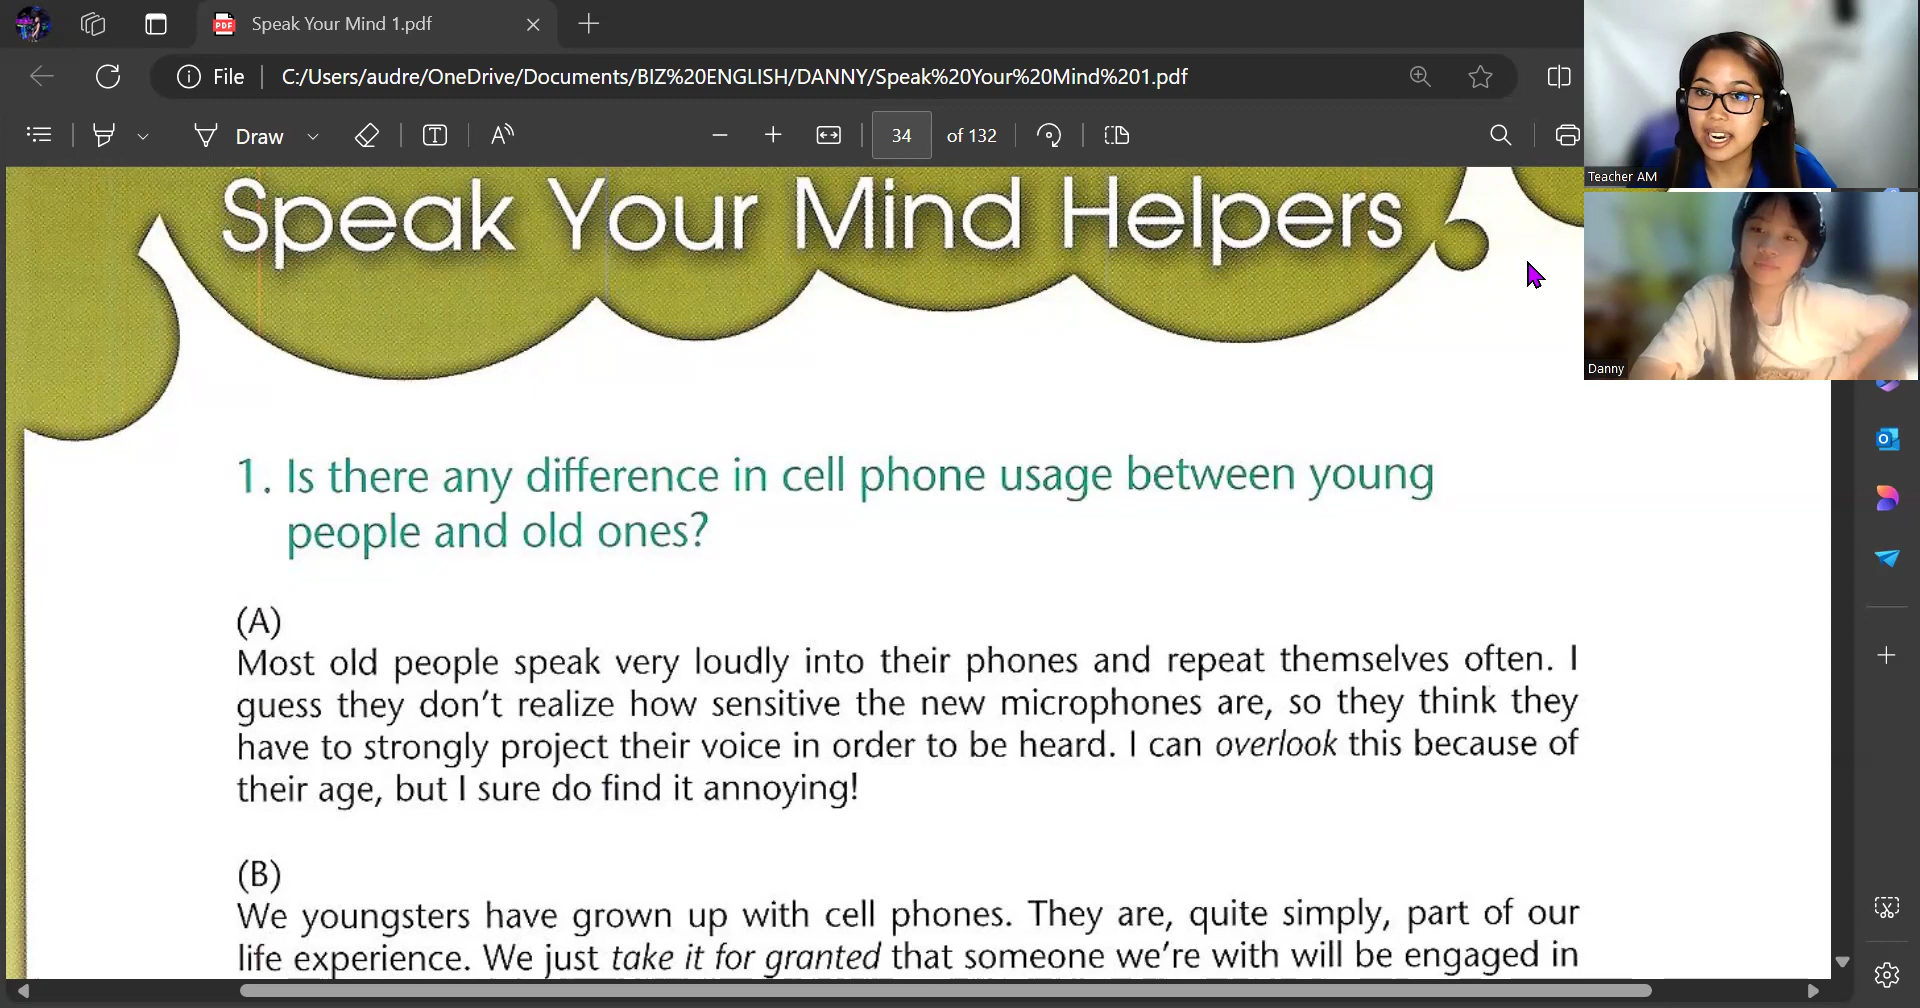 Speak Your Mind 1.pdf
File
C:/Users/audre/OneDrive/Documents/BIZ%20ENGLISH/DANNY/Speak%20Your%20Mind%201.pdf
Draw
34
of 132
Teacher AM
Danny
Speak Your Mind Helpers
1. Is there any difference in cell phone usage between young
people and old ones?
(A)
Most old people speak very loudly into their phones and repeat themselves often. I
guess they don't realize how sensitive the new microphones are, so they think they
have to strongly project their voice in order to be heard. I can overlook this because of
their age, but I sure do find it annoying!
(B)
We youngsters have grown up with cell phones. They are, quite simply, part of our
life experience. We just take it for granted that someone we're with will be engaged in